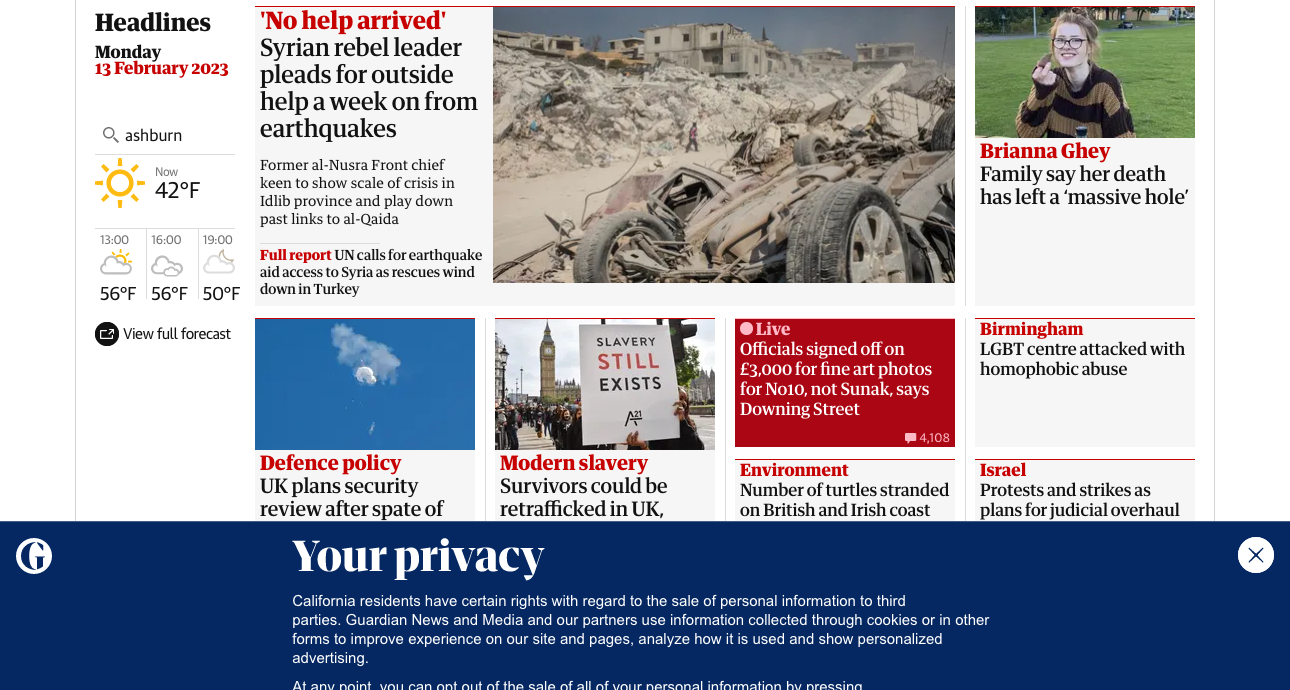 Headlines
Monday
13 February 2023
ashburn
Now
42°F
13:00
16:00
19:00
56°F
56°F
50°F
View full forecast
'No help arrived'
Syrian rebel leader
pleads for outside
help a week on from
earthquakes
Former al-Nusra Front chief
keen to show scale of crisis in
Idlib province and play down
past links to al-Qaida
Full report UN calls for earthquake
aid access to Syria as rescues wind
down in Turkey
Brianna Ghey
Family say her death
has left a ‘massive hole’
Defence policy
UK plans security
review after spate of
SLAVERY
STILL
EXISTS
A21
Modern slavery
Survivors could be
retrafficked in UK,
Live
Officials signed off on
£3,000 for fine art photos
for No10, not Sunak, says
Downing Street
4,108
Environment
Number of turtles stranded
on British and Irish coast
Birmingham
LGBT centre attacked with
homophobic abuse
Israel
Protests and strikes as
plans for judicial overhaul
G
Your privacy
California residents have certain rights with regard to the sale of personal information to third
parties. Guardian News and Media and our partners use information collected through cookies or in other
forms to improve experience on our site and pages, analyze how it is used and show personalized
advertising.
At any point, you can opt out of the sale of all of your personal information by pressing